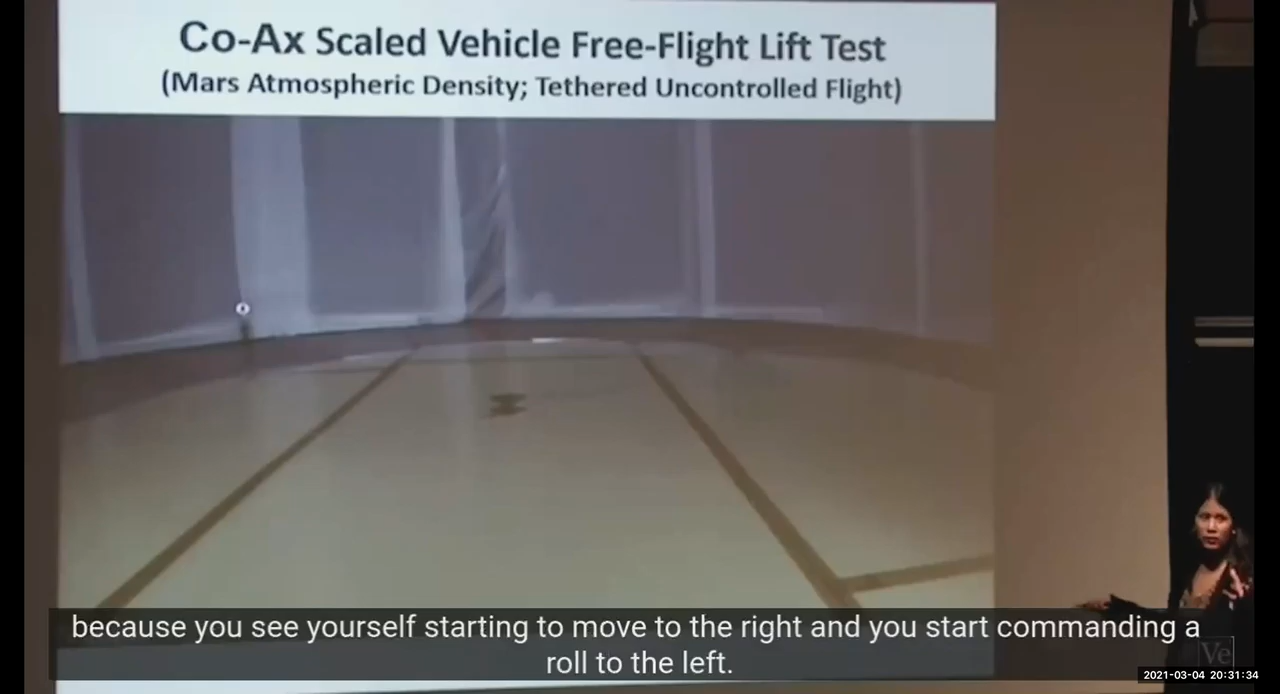 Co-Ax Scaled Vehicle Free-Flight Lift Test
(Mars Atmospheric Density; Tethered Uncontrolled Flight)
because you see yourself starting to move to the right and you start commanding a
roll to the left.
Ve
2021-03-04 20:31:34